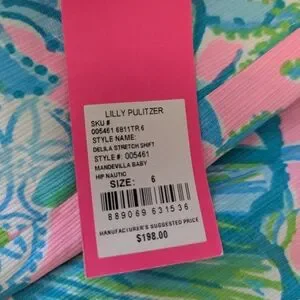 LILLY PULITZER
SKU #
005461 6811TR 6
STYLE NAME:
DELILA STRETCH SHIFT
STYLE #: 005461
MANDEVILLA BABY
HIP NAUTIC
SIZE: 6
889069 631536
MANUFACTURER'S SUGGESTED PRICE
$198.00